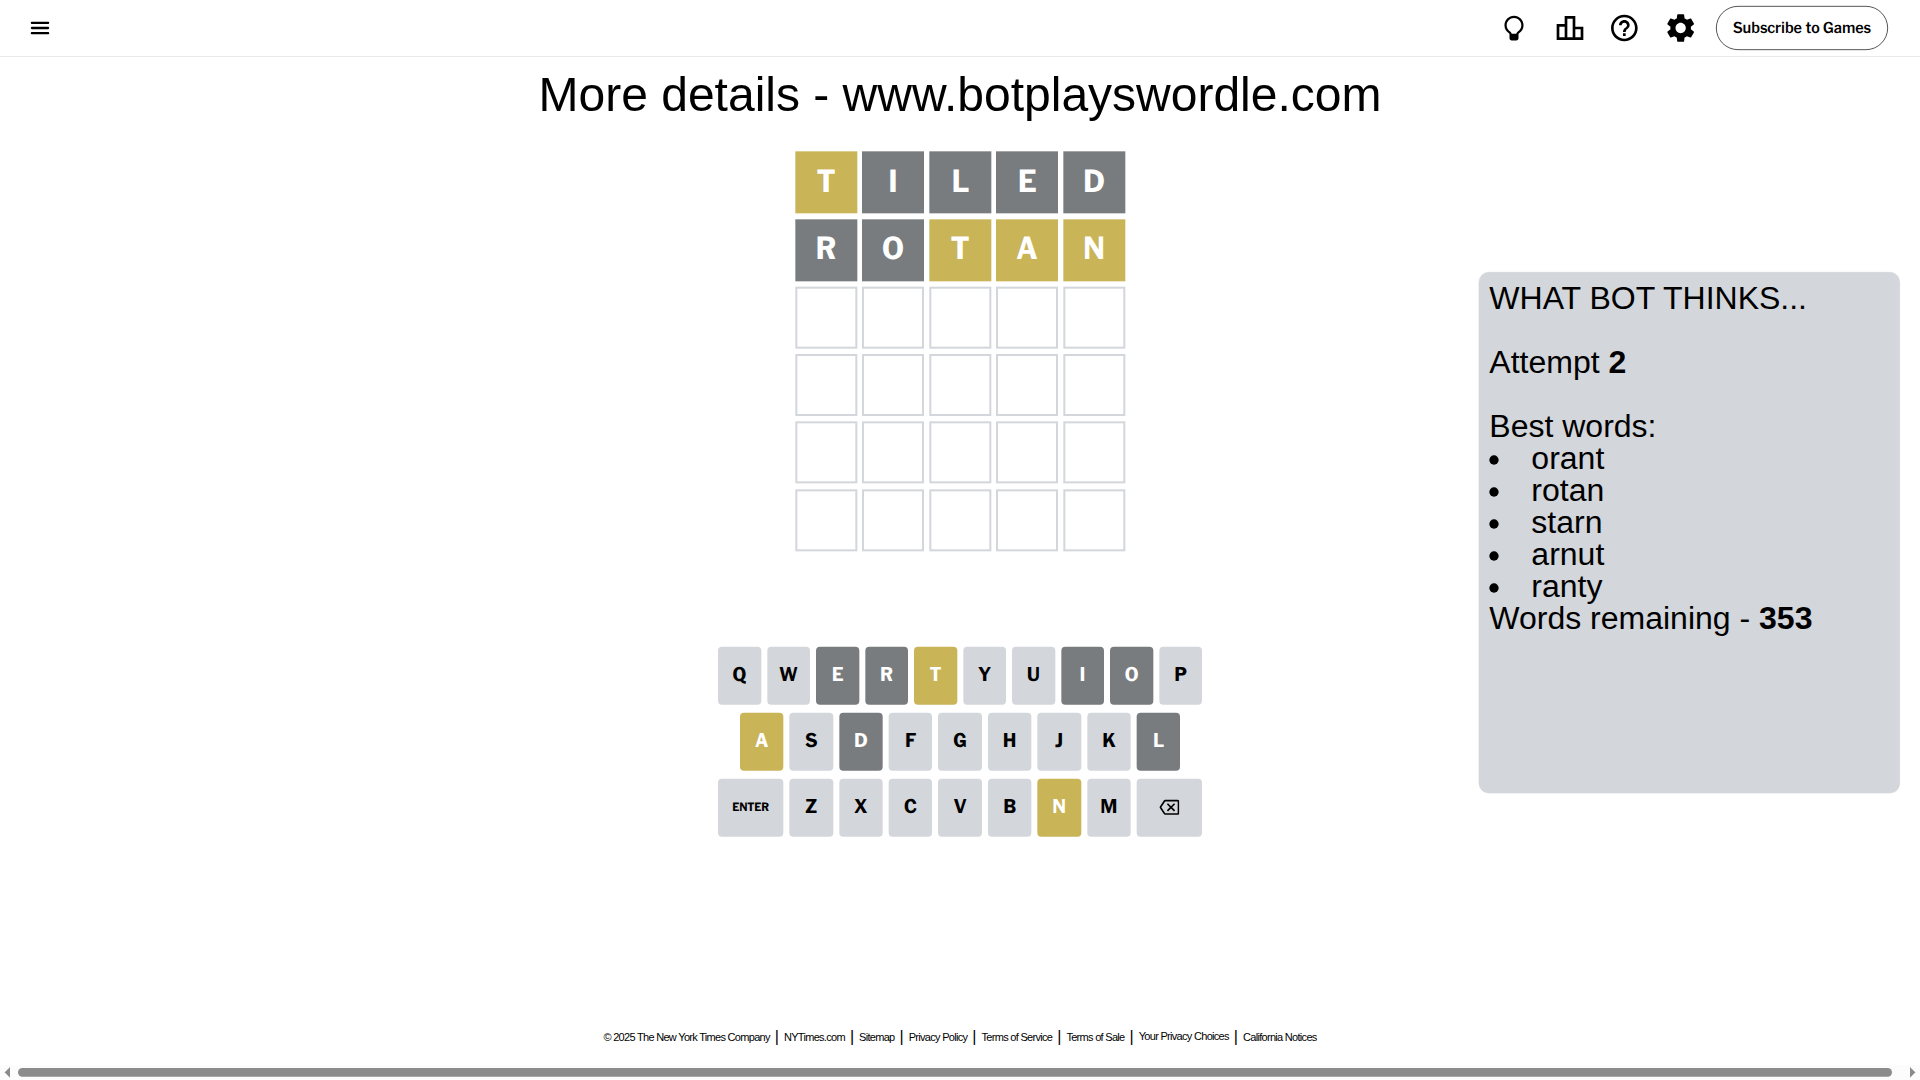 Subscribe to Games
More details - www.botplayswordle.com
T I L E D
R O T A N
WHAT BOT THINKS...
Attempt 2
Best words:
• orant
• rotan
• starn
• arnut
• ranty
Words remaining - 353
Q W E R T Y U I O P
A S D F G H J K L
ENTER Z X C V B N M
© 2025 The New York Times Company | NYTimes.com | Sitemap | Privacy Policy | Terms of Service | Terms of Sale | Your Privacy Choices | California Notices